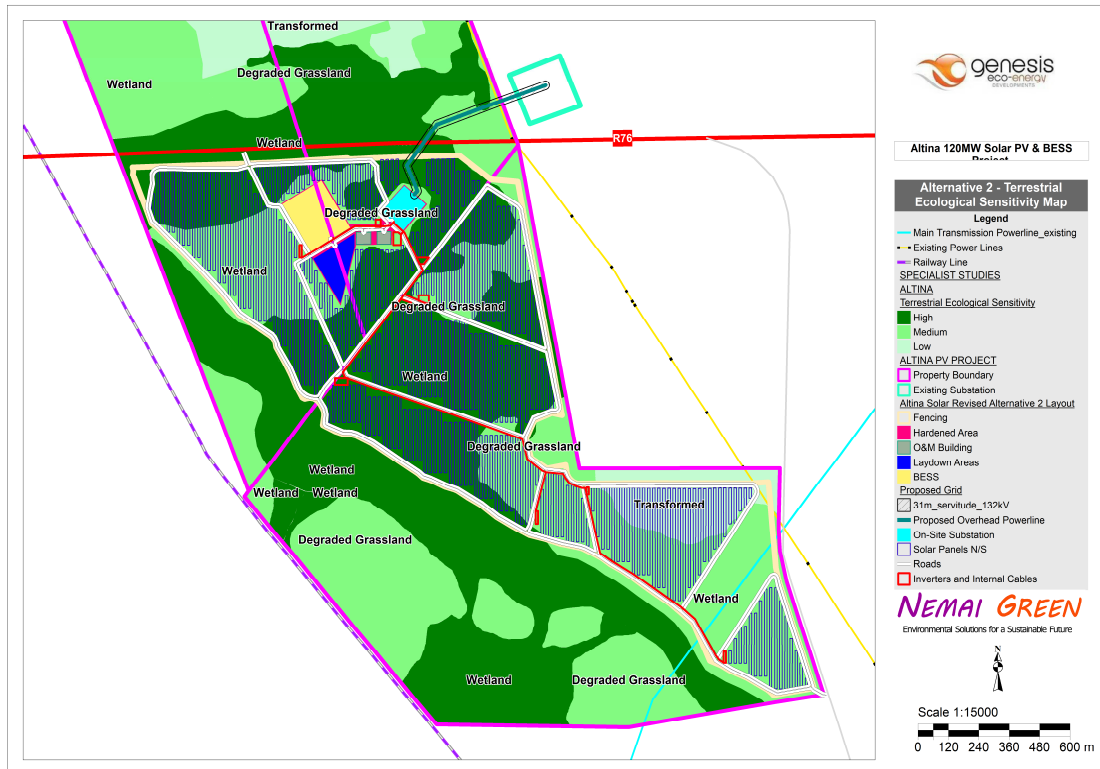 Transformed
Degraded Grassland
Wetland
Wetland
R76
Degraded Grassland
Wetland
Degraded Grassland
Wetland
Degraded Grassland
Wetland
Wetland
Wetland
Transformed
Degraded Grassland
Wetland
Wetland
Degraded Grassland
genesis
eco-energy
DEVELOPMENTS
Altina 120MW Solar PV & BESS
Project
Alternative 2 - Terrestrial
Ecological Sensitivity Map
Legend
Main Transmission Powerline_existing
Existing Power Lines
Railway Line
SPECIALIST STUDIES
ALTINA
Terrestrial Ecological Sensitivity
High
Medium
Low
ALTINA PV PROJECT
Property Boundary
Existing Substation
Altina Solar Revised Alternative 2 Layout
Fencing
Hardened Area
O&M Building
Laydown Areas
BESS
Proposed Grid
31m_servitude_132kV
Proposed Overhead Powerline
On-Site Substation
Solar Panels N/S
Roads
Inverters and Internal Cables
NEMAI GREEN
Environmental Solutions for a Sustainable Future
N
Scale 1:15000
0 120 240 360 480 600 m